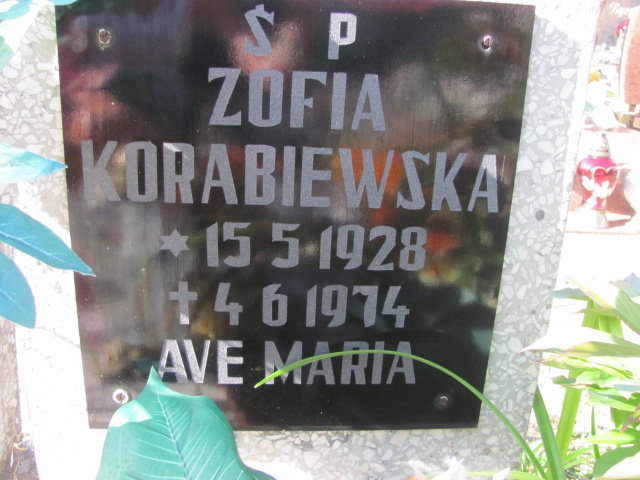 Ś P
ZOFIA
KORABIEWSKA
* 15 5 1928
† 4 6 1974
AVE MARIA